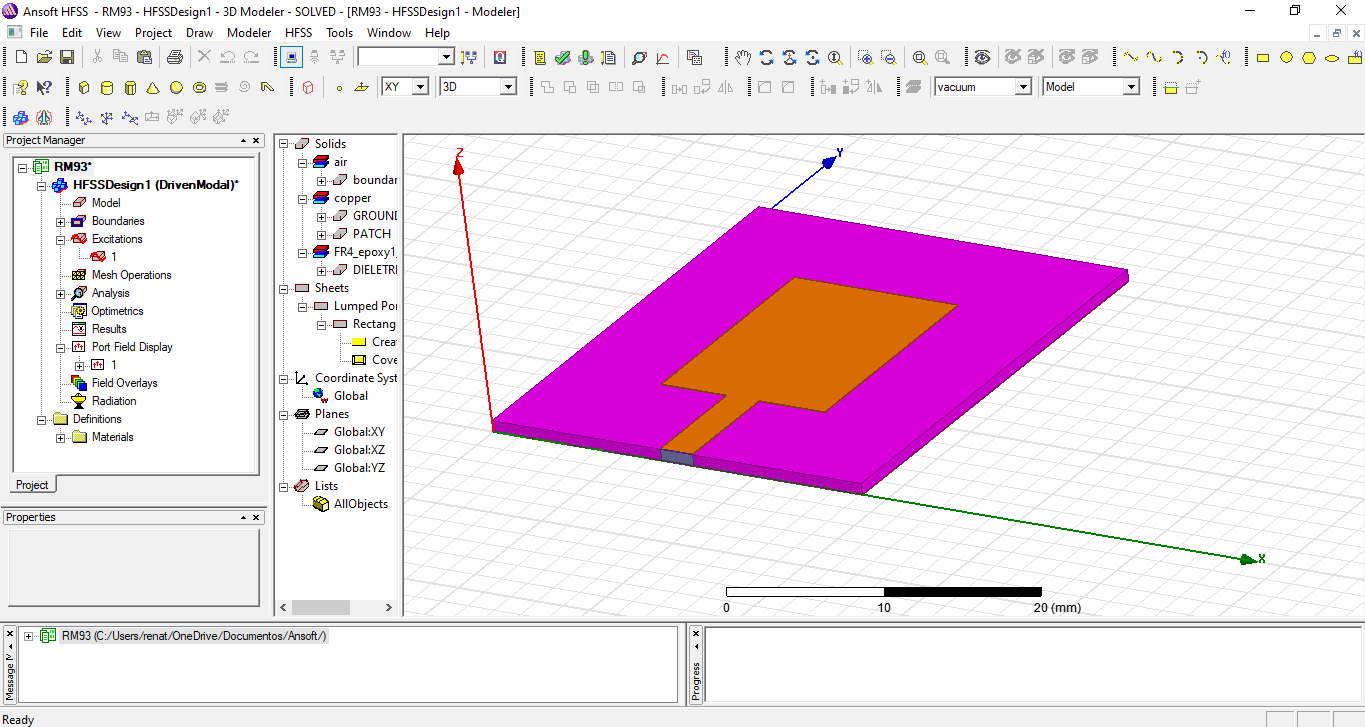 Ansoft HFSS - RM93 - HFSSDesign1 - 3D Modeler - SOLVED - [RM93 - HFSSDesign1 - Modeler]
File Edit View Project Draw Modeler HFSS Tools Window Help
XY 3D vacuum Model
Project Manager
RM93*
HFSSDesign1 (DrivenModal)*
Model
Boundaries
Excitations
1
Mesh Operations
Analysis
Optimetrics
Results
Port Field Display
1
Field Overlays
Radiation
Definitions
Materials
Project
Properties
Solids
air
boundar
copper
GROUND
PATCH
FR4_epoxy1_
DIELETRI
Sheets
Lumped Por
Rectang
Crea
Cove
Coordinate Syst
Global
Planes
Global:XY
Global:XZ
Global:YZ
Lists
AllObjects
Z
Y
X
0 10 20 (mm)
Message M
RM93 (C:/Users/renat/OneDrive/Documentos/Ansoft/)
Progress
Ready